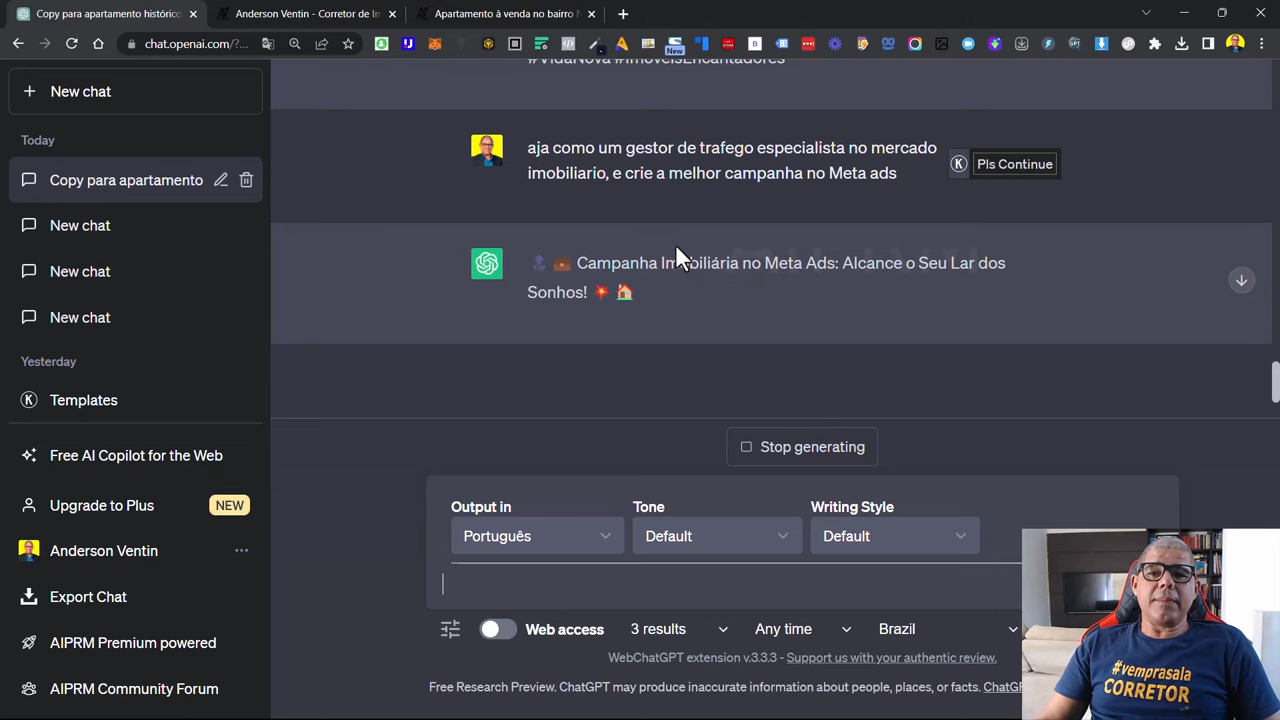 Copy para apartamento histórico
Anderson Ventin - Corretor de Im
Apartamento à venda no bairro
chat.openai.com/?...
New
New chat
#VidaNova #ImóveisEncantadores
Today
aja como um gestor de trafego especialista no mercado
imobiliario, e crie a melhor campanha no Meta ads
Pls Continue
Copy para apartamento
New chat
New chat
New chat
Campanha Imobiliária no Meta Ads: Alcance o Seu Lar dos
Sonhos!
Yesterday
Templates
Free AI Copilot for the Web
Stop generating
Upgrade to Plus NEW
Output in Tone Writing Style
Português Default Default
Anderson Ventin
Export Chat
Web access 3 results Any time Brazil
AIPRM Premium powered
WebChatGPT extension v.3.3.3 - Support us with your authentic review.
AIPRM Community Forum
Free Research Preview. ChatGPT may produce inaccurate information about people, places, or facts.
#vemprasala
CORRETOR